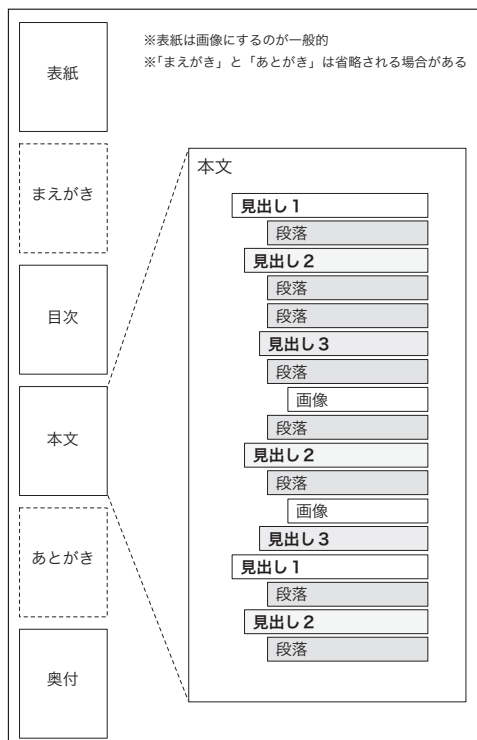 表紙
※表紙は画像にするのが一般的
※「まえがき」と「あとがき」は省略される場合がある
まえがき
目次
本文
あとがき
奥付
本文
見出し1
段落
見出し2
段落
段落
見出し3
段落
画像
段落
見出し2
段落
画像
見出し3
見出し1
段落
見出し2
段落